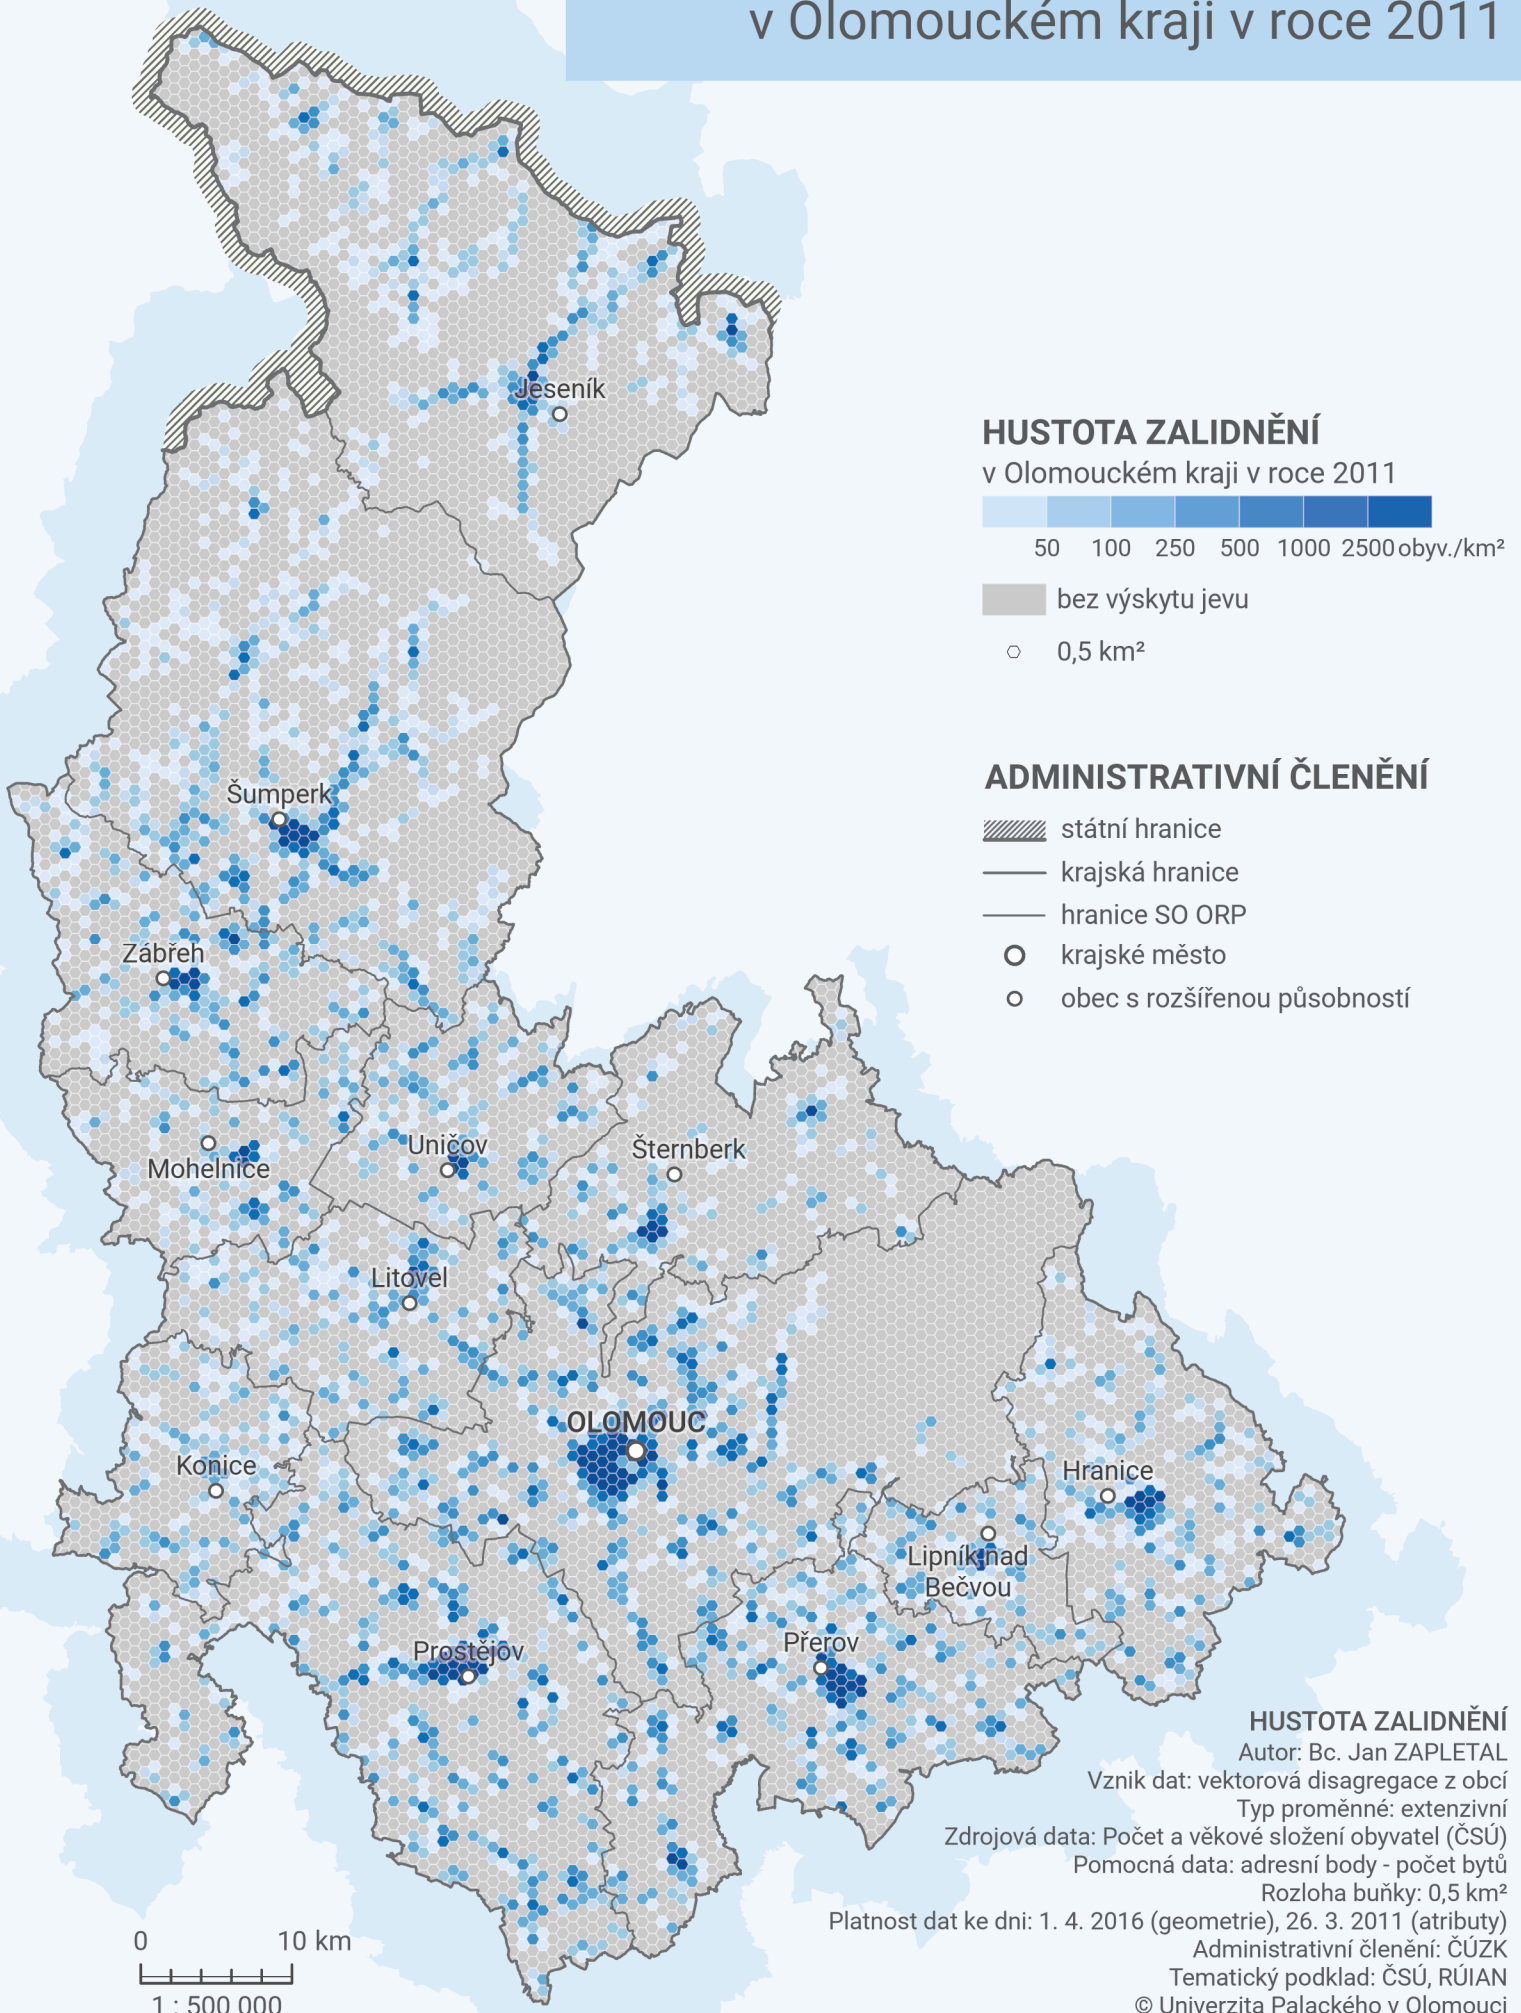 v Olomouckém kraji v roce 2011
Jeseník
HUSTOTA ZALIDNĚNÍ
v Olomouckém kraji v roce 2011
50 100 250 500 1000 2500 obyv./km²
bez výskytu jevu
0,5 km²
ADMINISTRATIVNÍ ČLENĚNÍ
státní hranice
krajská hranice
hranice SO ORP
krajské město
obec s rozšířenou působností
Šumperk
Zábřeh
Mohelnice
Uničov
Šternberk
Litovel
OLOMOUC
Konice
Hranice
Lipník nad
Bečvou
Prostějov
Přerov
HUSTOTA ZALIDNĚNÍ
Autor: Bc. Jan ZAPLETAL
Vznik dat: vektorová disagregace z obcí
Typ proměnné: extenzivní
Zdrojová data: Počet a věkové složení obyvatel (ČSÚ)
Pomocná data: adresní body - počet bytů
Rozloha buňky: 0,5 km²
Platnost dat ke dni: 1. 4. 2016 (geometrie), 26. 3. 2011 (atributy)
Administrativní členění: ČÚZK
Tematický podklad: ČSÚ, RÚIAN
© Univerzita Palackého v Olomouci
0 10 km
1 : 500 000